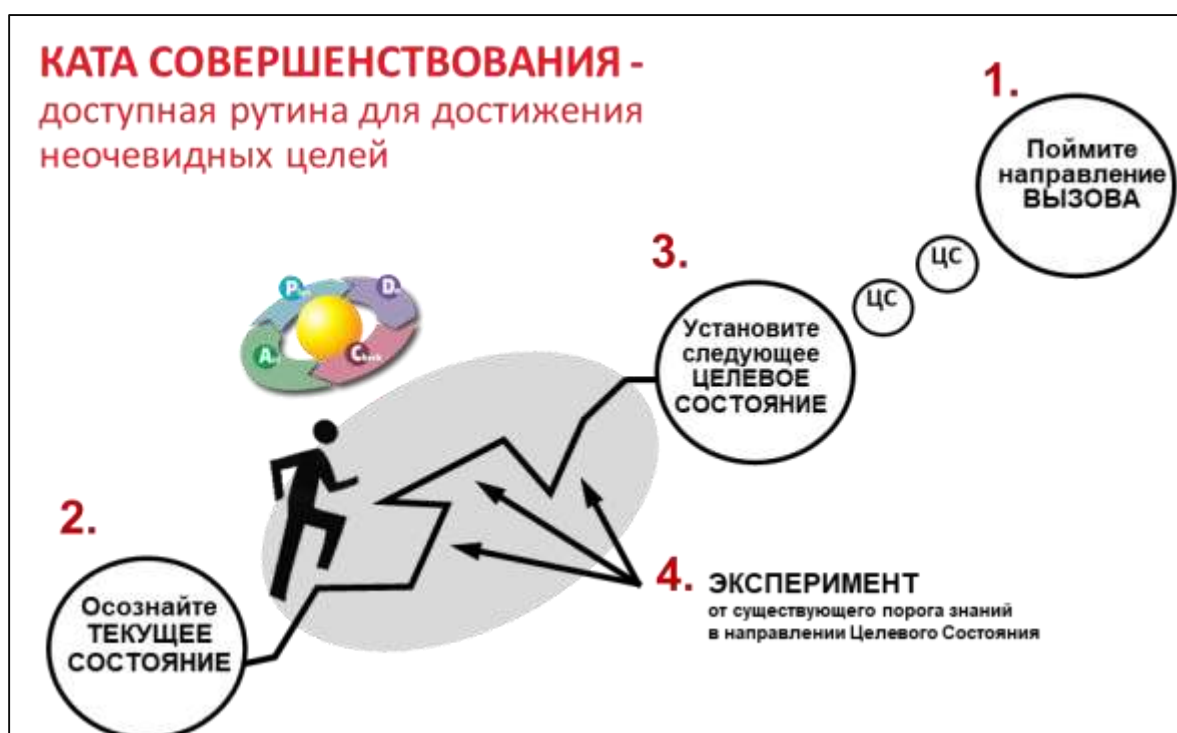 КАТА СОВЕРШЕНСТВОВАНИЯ -
доступная рутина для достижения
неочевидных целей
1.
Поймите
направление
ВЫЗОВА
ЦС
ЦС
3.
Установите
следующее
ЦЕЛЕВОЕ
СОСТОЯНИЕ
P
D
A
Check
2.
Осознайте
ТЕКУЩЕЕ
СОСТОЯНИЕ
4. ЭКСПЕРИМЕНТ
от существующего порога знаний
в направлении Целевого Состояния